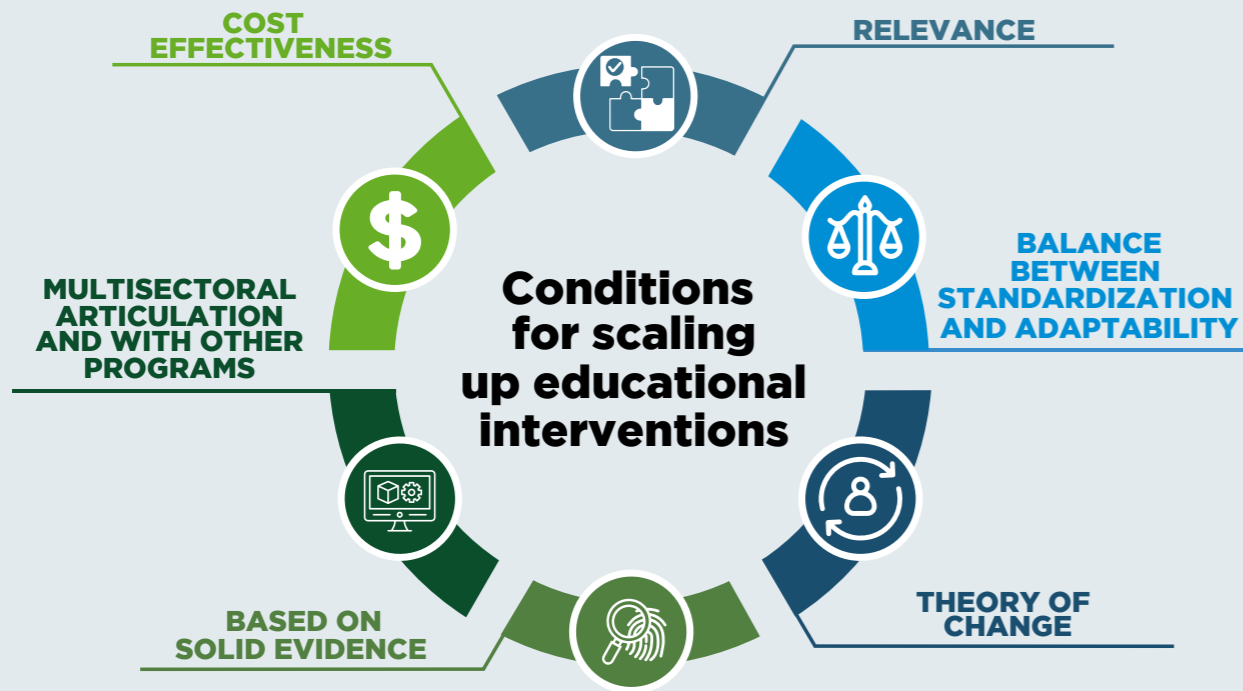 COST
EFFECTIVENESS
RELEVANCE
BALANCE
BETWEEN
STANDARDIZATION
AND ADAPTABILITY
THEORY OF
CHANGE
BASED ON
SOLID EVIDENCE
MULTISECTORAL
ARTICULATION
AND WITH OTHER
PROGRAMS
Conditions
for scaling
up educational
interventions
$